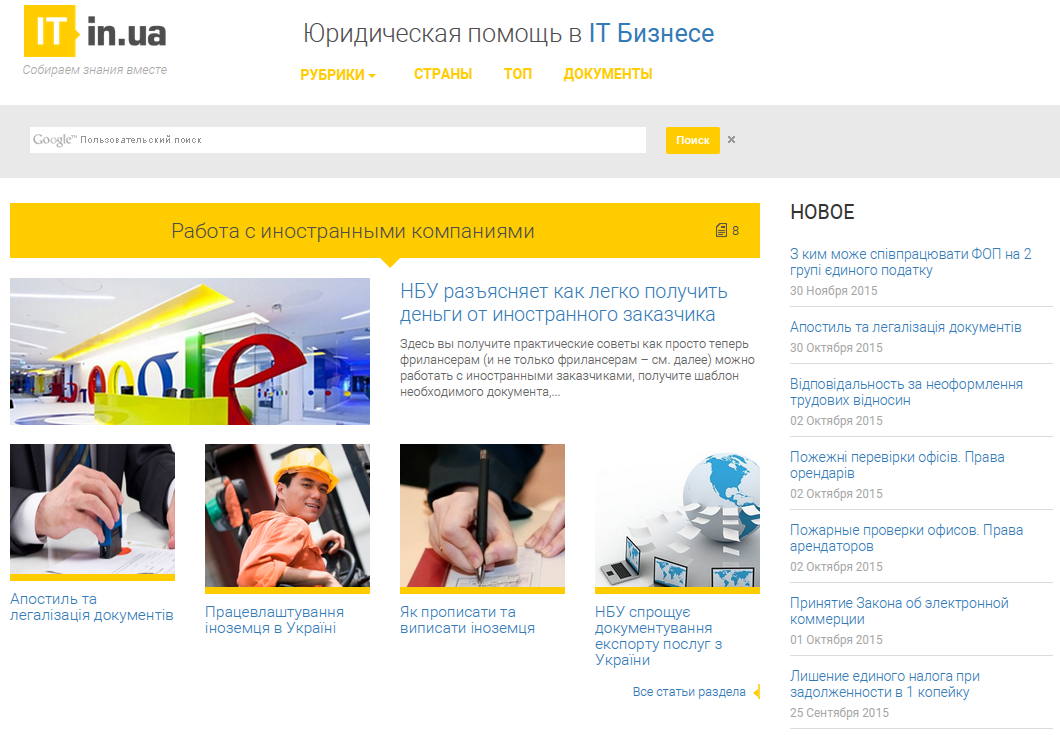 IT in.ua
Собираем знания вместе
Юридическая помощь в IT Бизнесе
РУБРИКИ
СТРАНЫ
ТОП
ДОКУМЕНТЫ
Google™ Пользовательский поиск
Поиск
×
Работа с иностранными компаниями
8
НБУ разъясняет как легко получить
деньги от иностранного заказчика
Здесь вы получите практические советы как просто теперь
фрилансерам (и не только фрилансерам – см. далее) можно
работать с иностранными заказчиками, получите шаблон
необходимого документа,...
Апостиль та
легалізація документів
Працевлаштування
іноземця в Україні
Як прописати та
виписати іноземця
НБУ спрощує
документування
експорту послуг з
України
Все статьи раздела
НОВОЕ
З ким може співпрацювати ФОП на 2
групі єдиного податку
30 Ноября 2015
Апостиль та легалізація документів
30 Октября 2015
Відповідальность за неоформлення
трудових відносин
02 Октября 2015
Пожежні перевірки офісів. Права
орендарів
02 Октября 2015
Пожарные проверки офисов. Права
арендаторов
02 Октября 2015
Принятие Закона об электронной
коммерции
01 Октября 2015
Лишение единого налога при
задолженности в 1 копейку
25 Сентября 2015